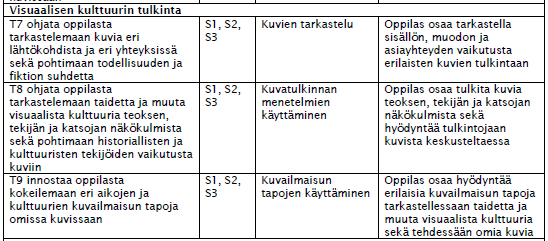 Visuaalisen kulttuurin tulkinta
T7 ohjata oppilasta
tarkastelemaan kuvia eri
lähtökohdista ja eri yhteyksissä
sekä pohtimaan todellisuuden ja
fiktion suhdetta
S1, S2,
S3
Kuvien tarkastelu
Oppilas osaa tarkastella
sisällön, muodon ja
asiayhteyden vaikutusta
erilaisten kuvien tulkintaan
T8 ohjata oppilasta
tarkastelemaan taidetta ja muuta
visuaalista kulttuuria teoksen,
tekijän ja katsojan näkökulmista
sekä pohtimaan historiallisten ja
kulttuuristen tekijöiden vaikutusta
kuviin
S1, S2,
S3
Kuvatulkinnan
menetelmien
käyttäminen
Oppilas osaa tulkita kuvia
teoksen, tekijän ja katsojan
näkökulmista sekä
hyödyntää tulkintojaan
kuvista keskusteltaessa
T9 innostaa oppilasta
kokeilemaan eri aikojen ja
kulttuurien kuvailmaisun tapoja
omissa kuvissaan
S1, S2,
S3
Kuvailmaisun
tapojen käyttäminen
Oppilas osaa hyödyntää
erilaisia kuvailmaisun tapoja
tarkastellessaan taidetta ja
muuta visuaalista kulttuuria
sekä tehdessään omia kuvia